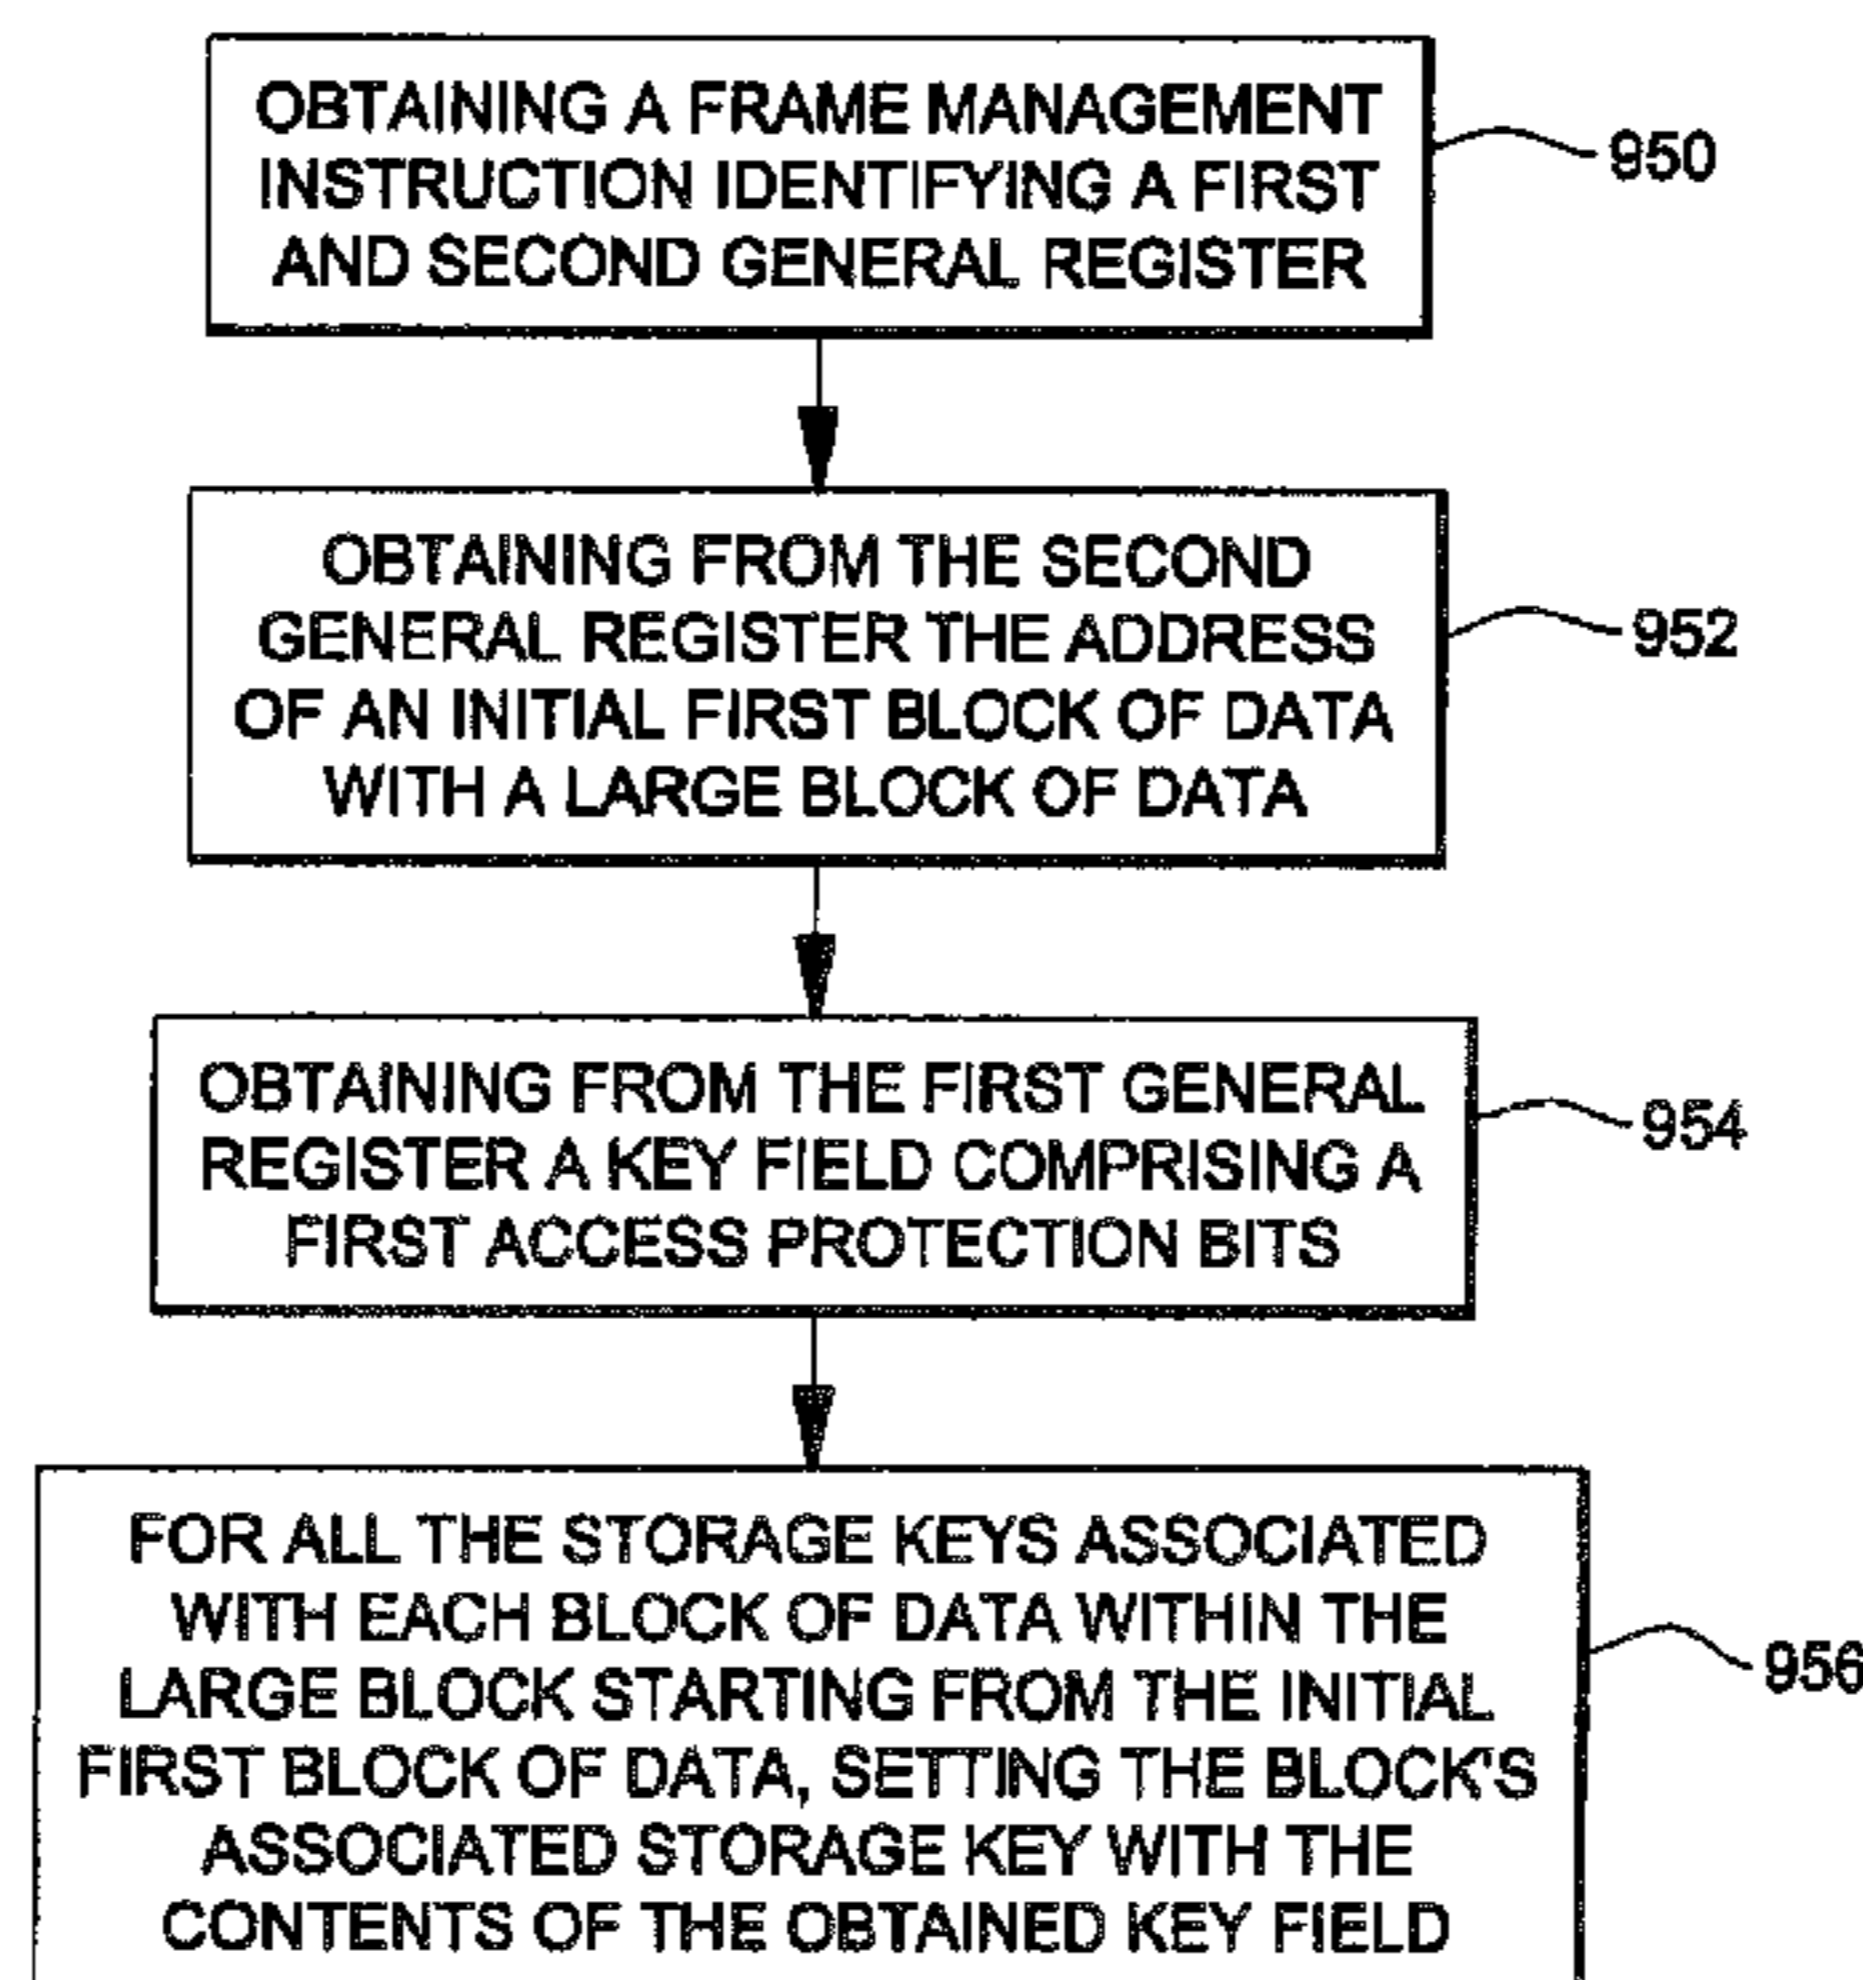 OBTAINING A FRAME MANAGEMENT
INSTRUCTION IDENTIFYING A FIRST
AND SECOND GENERAL REGISTER
950
OBTAINING FROM THE SECOND
GENERAL REGISTER THE ADDRESS
OF AN INITIAL FIRST BLOCK OF DATA
WITH A LARGE BLOCK OF DATA
952
OBTAINING FROM THE FIRST GENERAL
REGISTER A KEY FIELD COMPRISING A
FIRST ACCESS PROTECTION BITS
954
FOR ALL THE STORAGE KEYS ASSOCIATED
WITH EACH BLOCK OF DATA WITHIN THE
LARGE BLOCK STARTING FROM THE INITIAL
FIRST BLOCK OF DATA, SETTING THE BLOCK'S
ASSOCIATED STORAGE KEY WITH THE
CONTENTS OF THE OBTAINED KEY FIELD
956